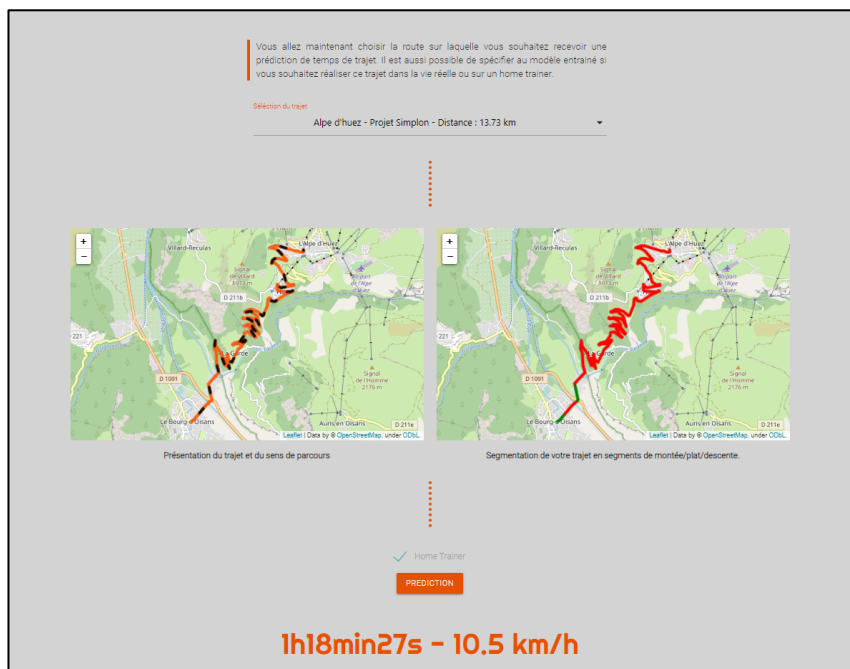 Vous allez maintenant choisir la route sur laquelle vous souhaitez recevoir une
prédiction de temps de trajet. Il est aussi possible de spécifier au modèle entrainé si
vous souhaitez réaliser ce trajet dans la vie réelle ou sur un home trainer.
Séléction du trajet
Alpe d'huez - Projet Simplon - Distance : 13.73 km
+
−
Villard-Reculas
L'Alpe d'Huez
D 211b
221
La Garde
D 1091
Signal
de l'Homme
2176 m
Le Bourg-d'Oisans
Auris en Oisans
D 211e
Leaflet | Data by © OpenStreetMap, under ODbL.
+
−
Villard-Reculas
L'Alpe d'Huez
D 211b
221
La Garde
D 1091
Signal
de l'Homme
2176 m
Le Bourg-d'Oisans
Auris en Oisans
D 211e
Leaflet | Data by © OpenStreetMap, under ODbL.
Présentation du trajet et du sens de parcours
Segmentation de votre trajet en segments de montée/plat/descente.
Home Trainer
PREDICTION
1h18min27s - 10.5 km/h